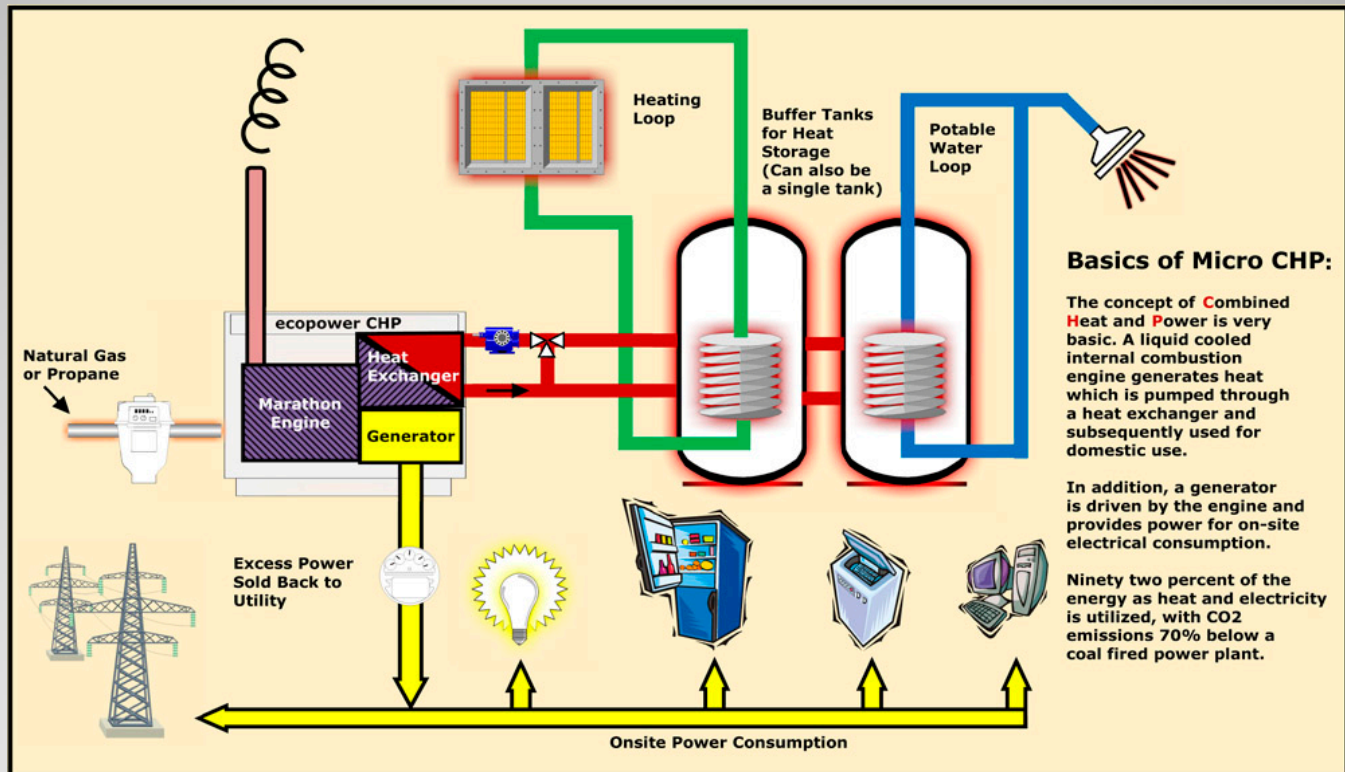 Heating
Loop
Buffer Tanks
for Heat
Storage
(Can also be
a single tank)
Potable
Water
Loop
ecopower CHP
Natural Gas
or Propane
Heat
Exchanger
Marathon
Engine
Generator
Basics of Micro CHP:
The concept of Combined
Heat and Power is very
basic. A liquid cooled
internal combustion
engine generates heat
which is pumped through
a heat exchanger and
subsequently used for
domestic use.
In addition, a generator
is driven by the engine and
provides power for on-site
electrical consumption.
Ninety two percent of the
energy as heat and electricity
is utilized, with CO2
emissions 70% below a
coal fired power plant.
Excess Power
Sold Back to
Utility
Onsite Power Consumption